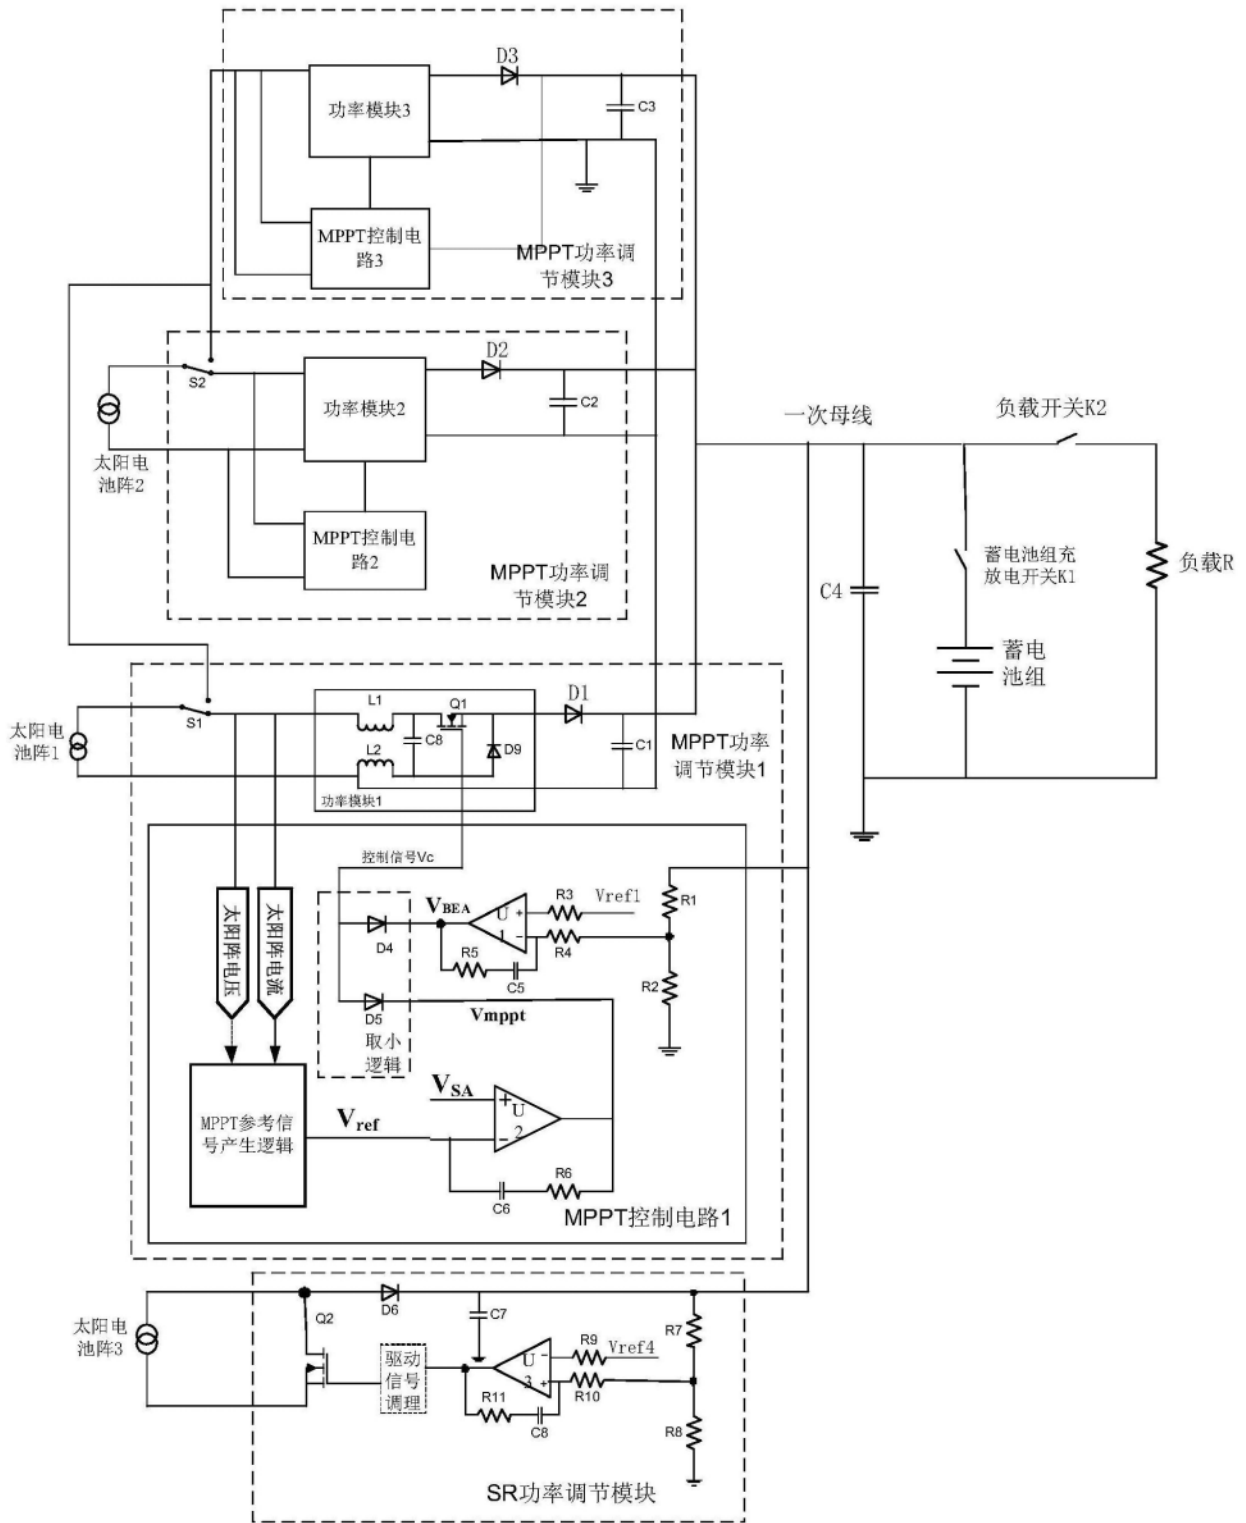 D3
功率模块3
C3
MPPT控制电
路3
MPPT功率调
节模块3
D2
S2
功率模块2
C2
太阳电
池阵2
MPPT控制电
路2
MPPT功率调
节模块2
一次母线
负载开关K2
C4
蓄电池组充
放电开关K1
负载R
蓄电
池组
太阳电
池阵1
S1
L1
Q1
C8
L2
D9
功率模块1
D1
C1
MPPT功率
调节模块1
控制信号Vc
太阳阵电压
太阳阵电流
D4
VBEA
U
1
+
−
R3
Vref1
R4
R1
R5
C5
R2
D5
Vmppt
取小
逻辑
MPPT参考信
号产生逻辑
Vref
VSA
+
U
−
2
C6
R6
MPPT控制电路1
太阳电
池阵3
Q2
D6
C7
驱动
信号
调理
U
3
−
+
R9
Vref4
R10
R7
R11
C8
R8
SR功率调节模块